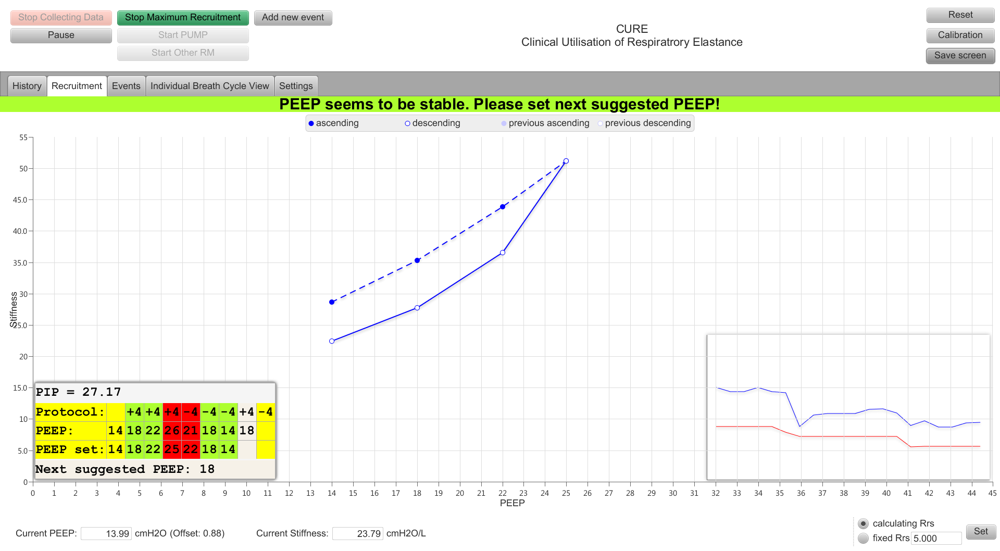 Stop Collecting Data
Stop Maximum Recruitment
Add new event
Reset
Pause
Start PUMP
Calibration
Start Other RM
Save screen
CURE
Clinical Utilisation of Respiratrory Elastance
History Recruitment Events Individual Breath Cycle View Settings
PEEP seems to be stable. Please set next suggested PEEP!
ascending descending previous ascending previous descending
55
50
45.0
40.0
35.0
30
25.0
20
15.0
10
5.0
0
Stiffness
PIP = 27.17
Protocol: +4 +4 +4 -4 -4 -4 +4 -4
PEEP: 14 18 22 26 21 18 14 18
PEEP set: 14 18 22 25 22 18 14
Next suggested PEEP: 18
0 1 2 3 4 5 6 7 8 9 10 11 12 13 14 15 16 17 18 19 20 21 22 23 24 25 26 27 28 29 30 31 32 33 34 35 36 37 38 39 40 41 42 43 44 45
PEEP
Current PEEP: 13.99 cmH2O (Offset: 0.88) Current Stiffness: 23.79 cmH2O/L
calculating Rrs
fixed Rrs 5.000
Set